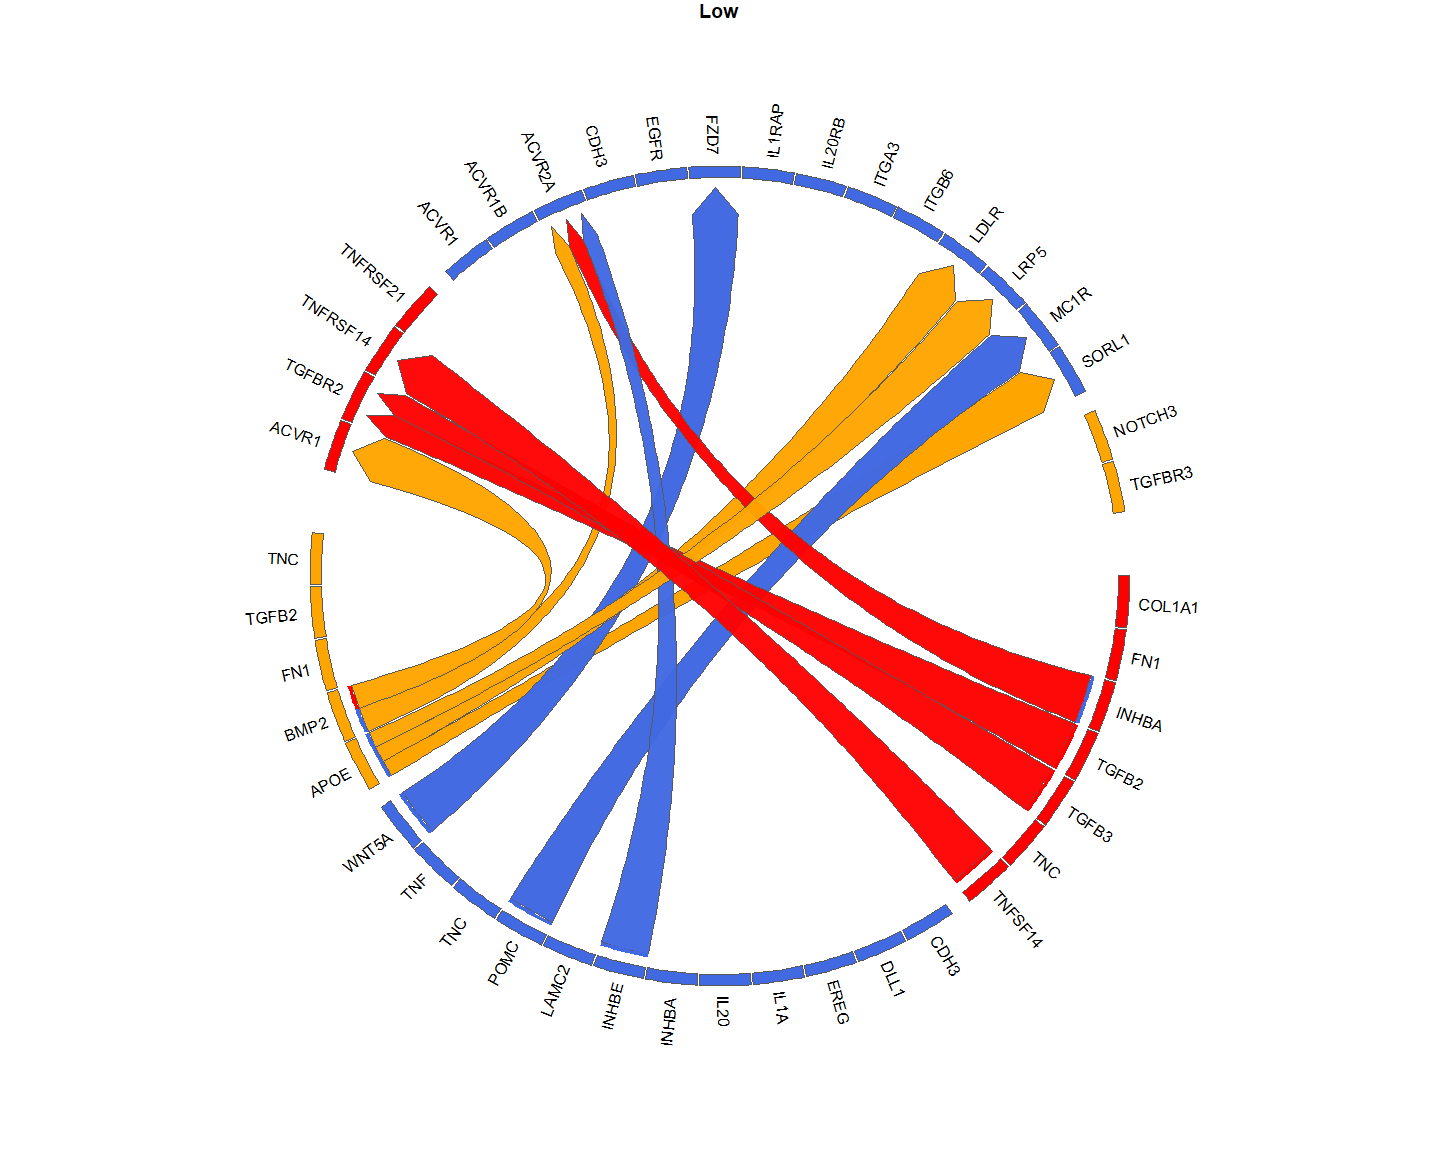 Low
ACVR1
ACVR1B
ACVR2A
CDH3
EGFR
FZD7
IL1RAP
IL20RB
ITGA3
ITGB6
LDLR
LRP5
MC1R
SORL1
NOTCH3
TGFBR3
COL1A1
FN1
INHBA
TGFB2
TGFB3
TNC
TNFSF14
CDH3
DLL1
EREG
IL1A
IL20
INHBA
INHBE
LAMC2
POMC
TNC
TNF
WNT5A
APOE
BMP2
FN1
TGFB2
TNC
ACVR1
TGFBR2
TNFRSF14
TNFRSF21